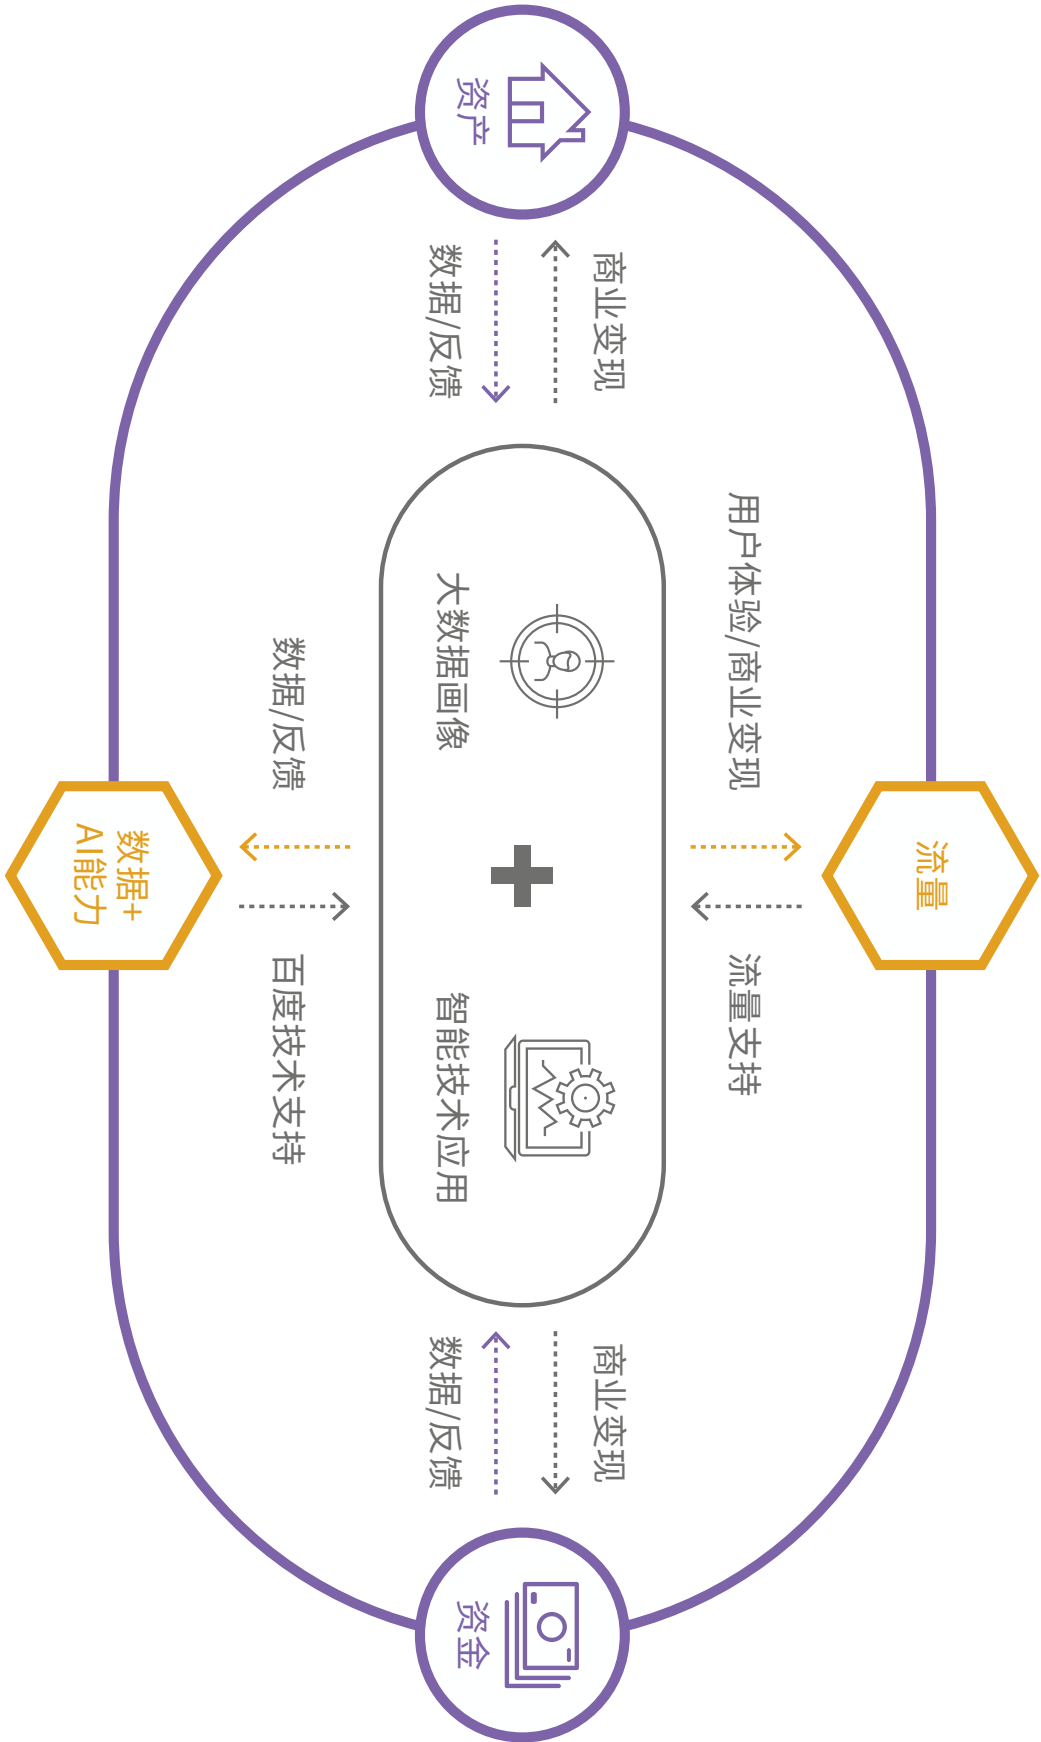 流量
用户体验/商业变现
流量支持
资产
商业变现
数据/反馈
大数据画像
智能技术应用
商业变现
数据/反馈
资金
数据/反馈
百度技术支持
数据+
AI能力